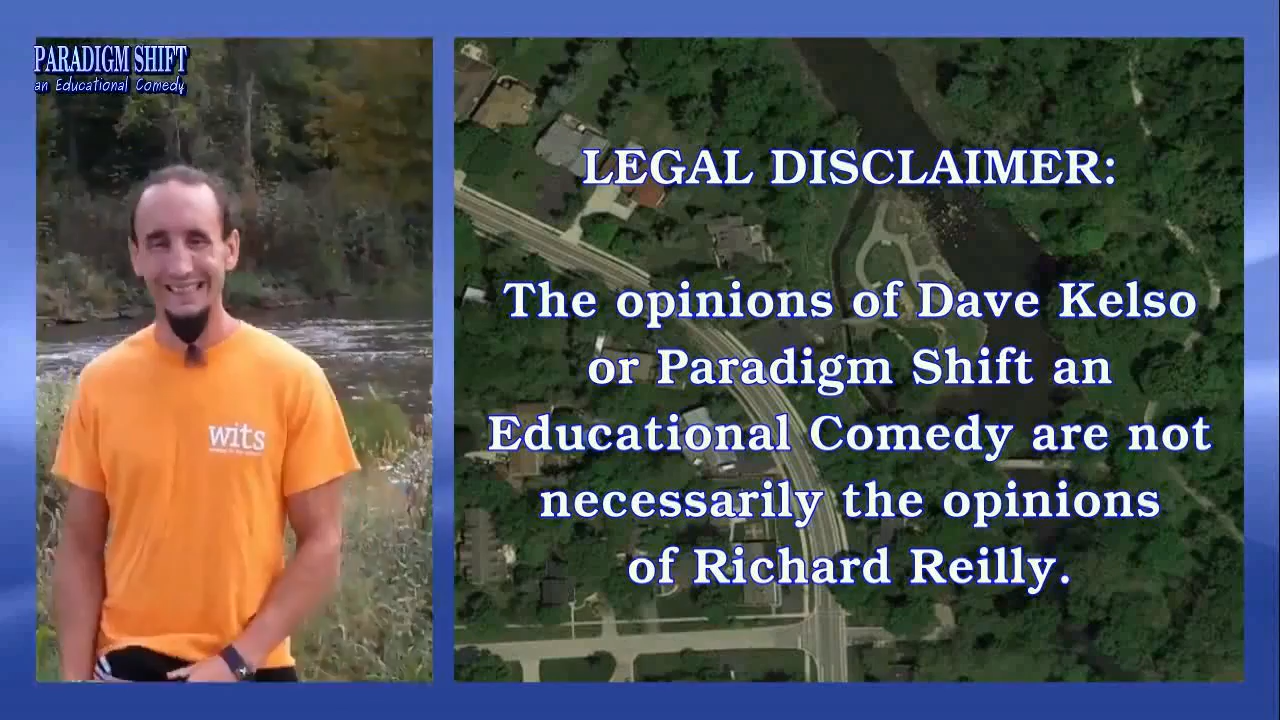 PARADIGM SHIFT
an Educational Comedy
wits
LEGAL DISCLAIMER:
The opinions of Dave Kelso
or Paradigm Shift an
Educational Comedy are not
necessarily the opinions
of Richard Reilly.